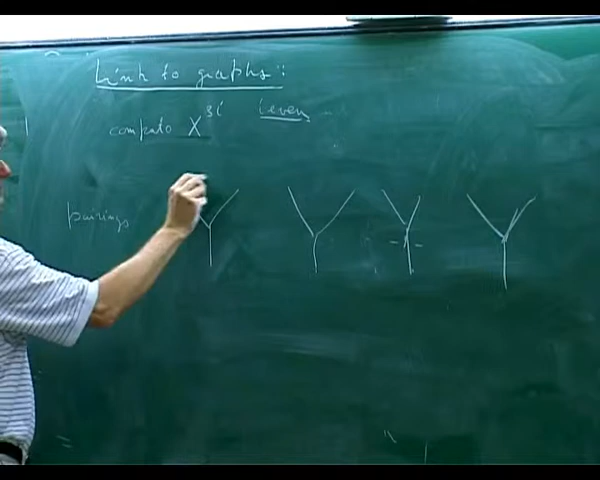 Link to graphs :
compute X^3i i even
pairings